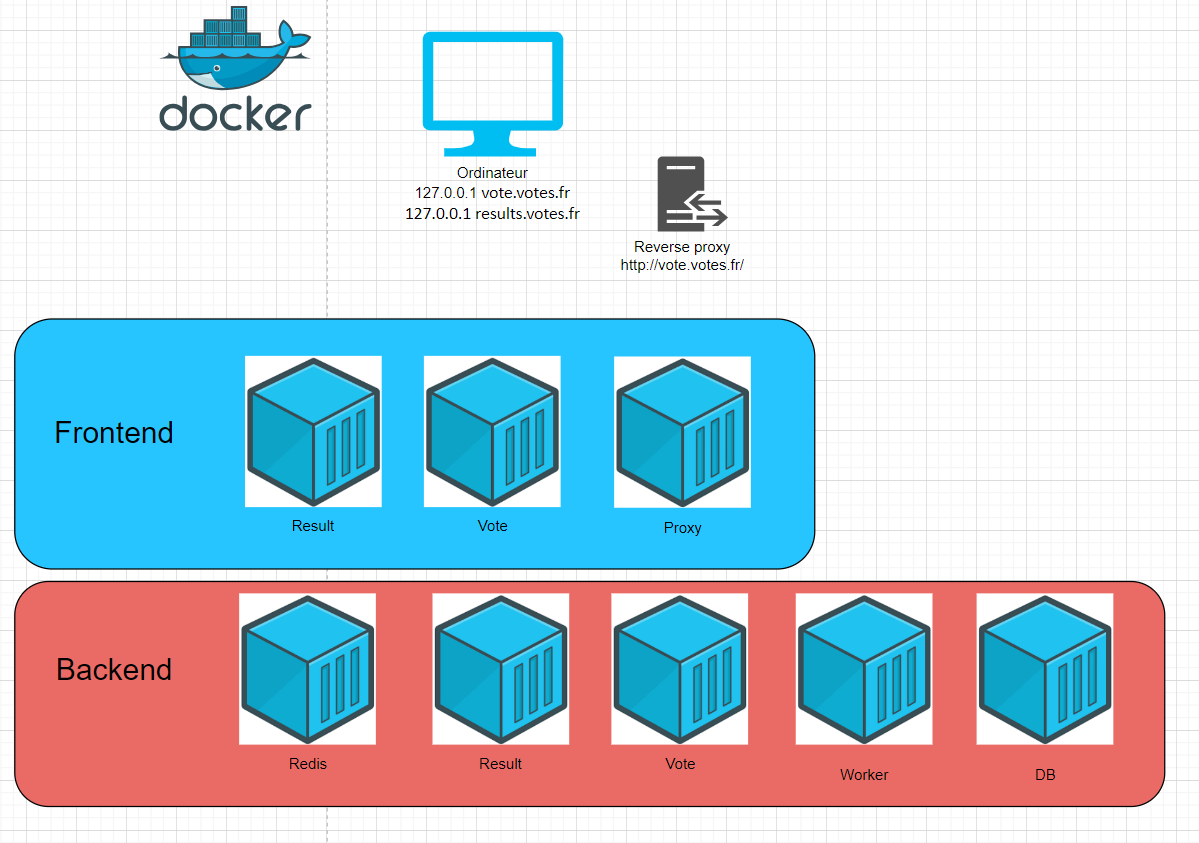 docker
Ordinateur
127.0.0.1 vote.votes.fr
127.0.0.1 results.votes.fr
Reverse proxy
http://vote.votes.fr/
Frontend
Result
Vote
Proxy
Backend
Redis
Result
Vote
Worker
DB